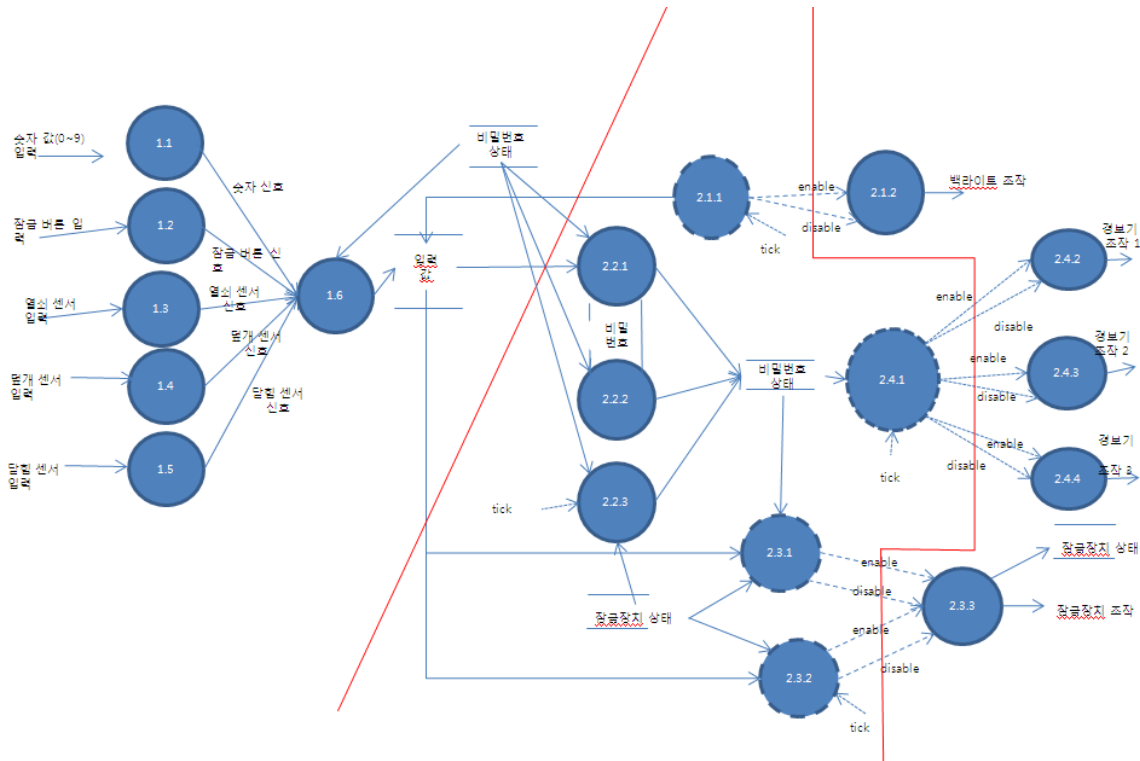 숫자 값(0~9)
입력
1.1
숫자 신호
잠금 버튼 입
력
1.2
잠금 버튼 신
호
열쇠 센서
입력
1.3
열쇠 센서
신호
덮개 센서
입력
1.4
덮개 센서
신호
닫힘 센서
입력
1.5
닫힘 센서
신호
1.6
비밀번호
상태
입력
값
2.1.1
tick
enable
disable
2.1.2
백라이트 조작
2.2.1
비밀
번호
2.2.2
2.2.3
tick
비밀번호
상태
2.4.1
tick
enable
disable
enable
disable
enable
disable
2.4.2
경보기
조작 1
2.4.3
경보기
조작 2
2.4.4
경보기
조작 3
잠금장치 상태
2.3.1
enable
disable
2.3.2
tick
enable
disable
2.3.3
잠금장치 상태
잠금장치 조작